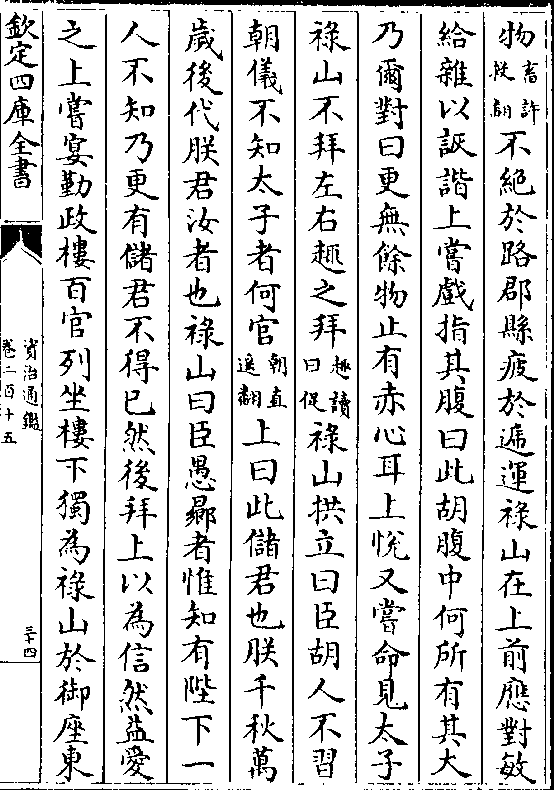 物畜許救翻不絕於路郡縣疲於遞運祿山在上前應對敏
給雜以詼諧上嘗戲指其腹曰此胡腹中何所有其大
乃爾對曰更無餘物止有赤心耳上悅又嘗命見太子
祿山不拜左右趣之拜趣讀曰促祿山拱立曰臣胡人不習
朝儀不知太子者何官朝直遥翻上曰此儲君也朕千秋萬
歲後代朕君汝者也祿山曰臣愚曏者惟知有陛下一
人不知乃更有儲君不得已然後拜上以為信然益愛
之上嘗宴勤政樓百官列坐樓下獨為祿山於御座東
欽定四庫全書
資治通鑑
卷二百十五
三十四